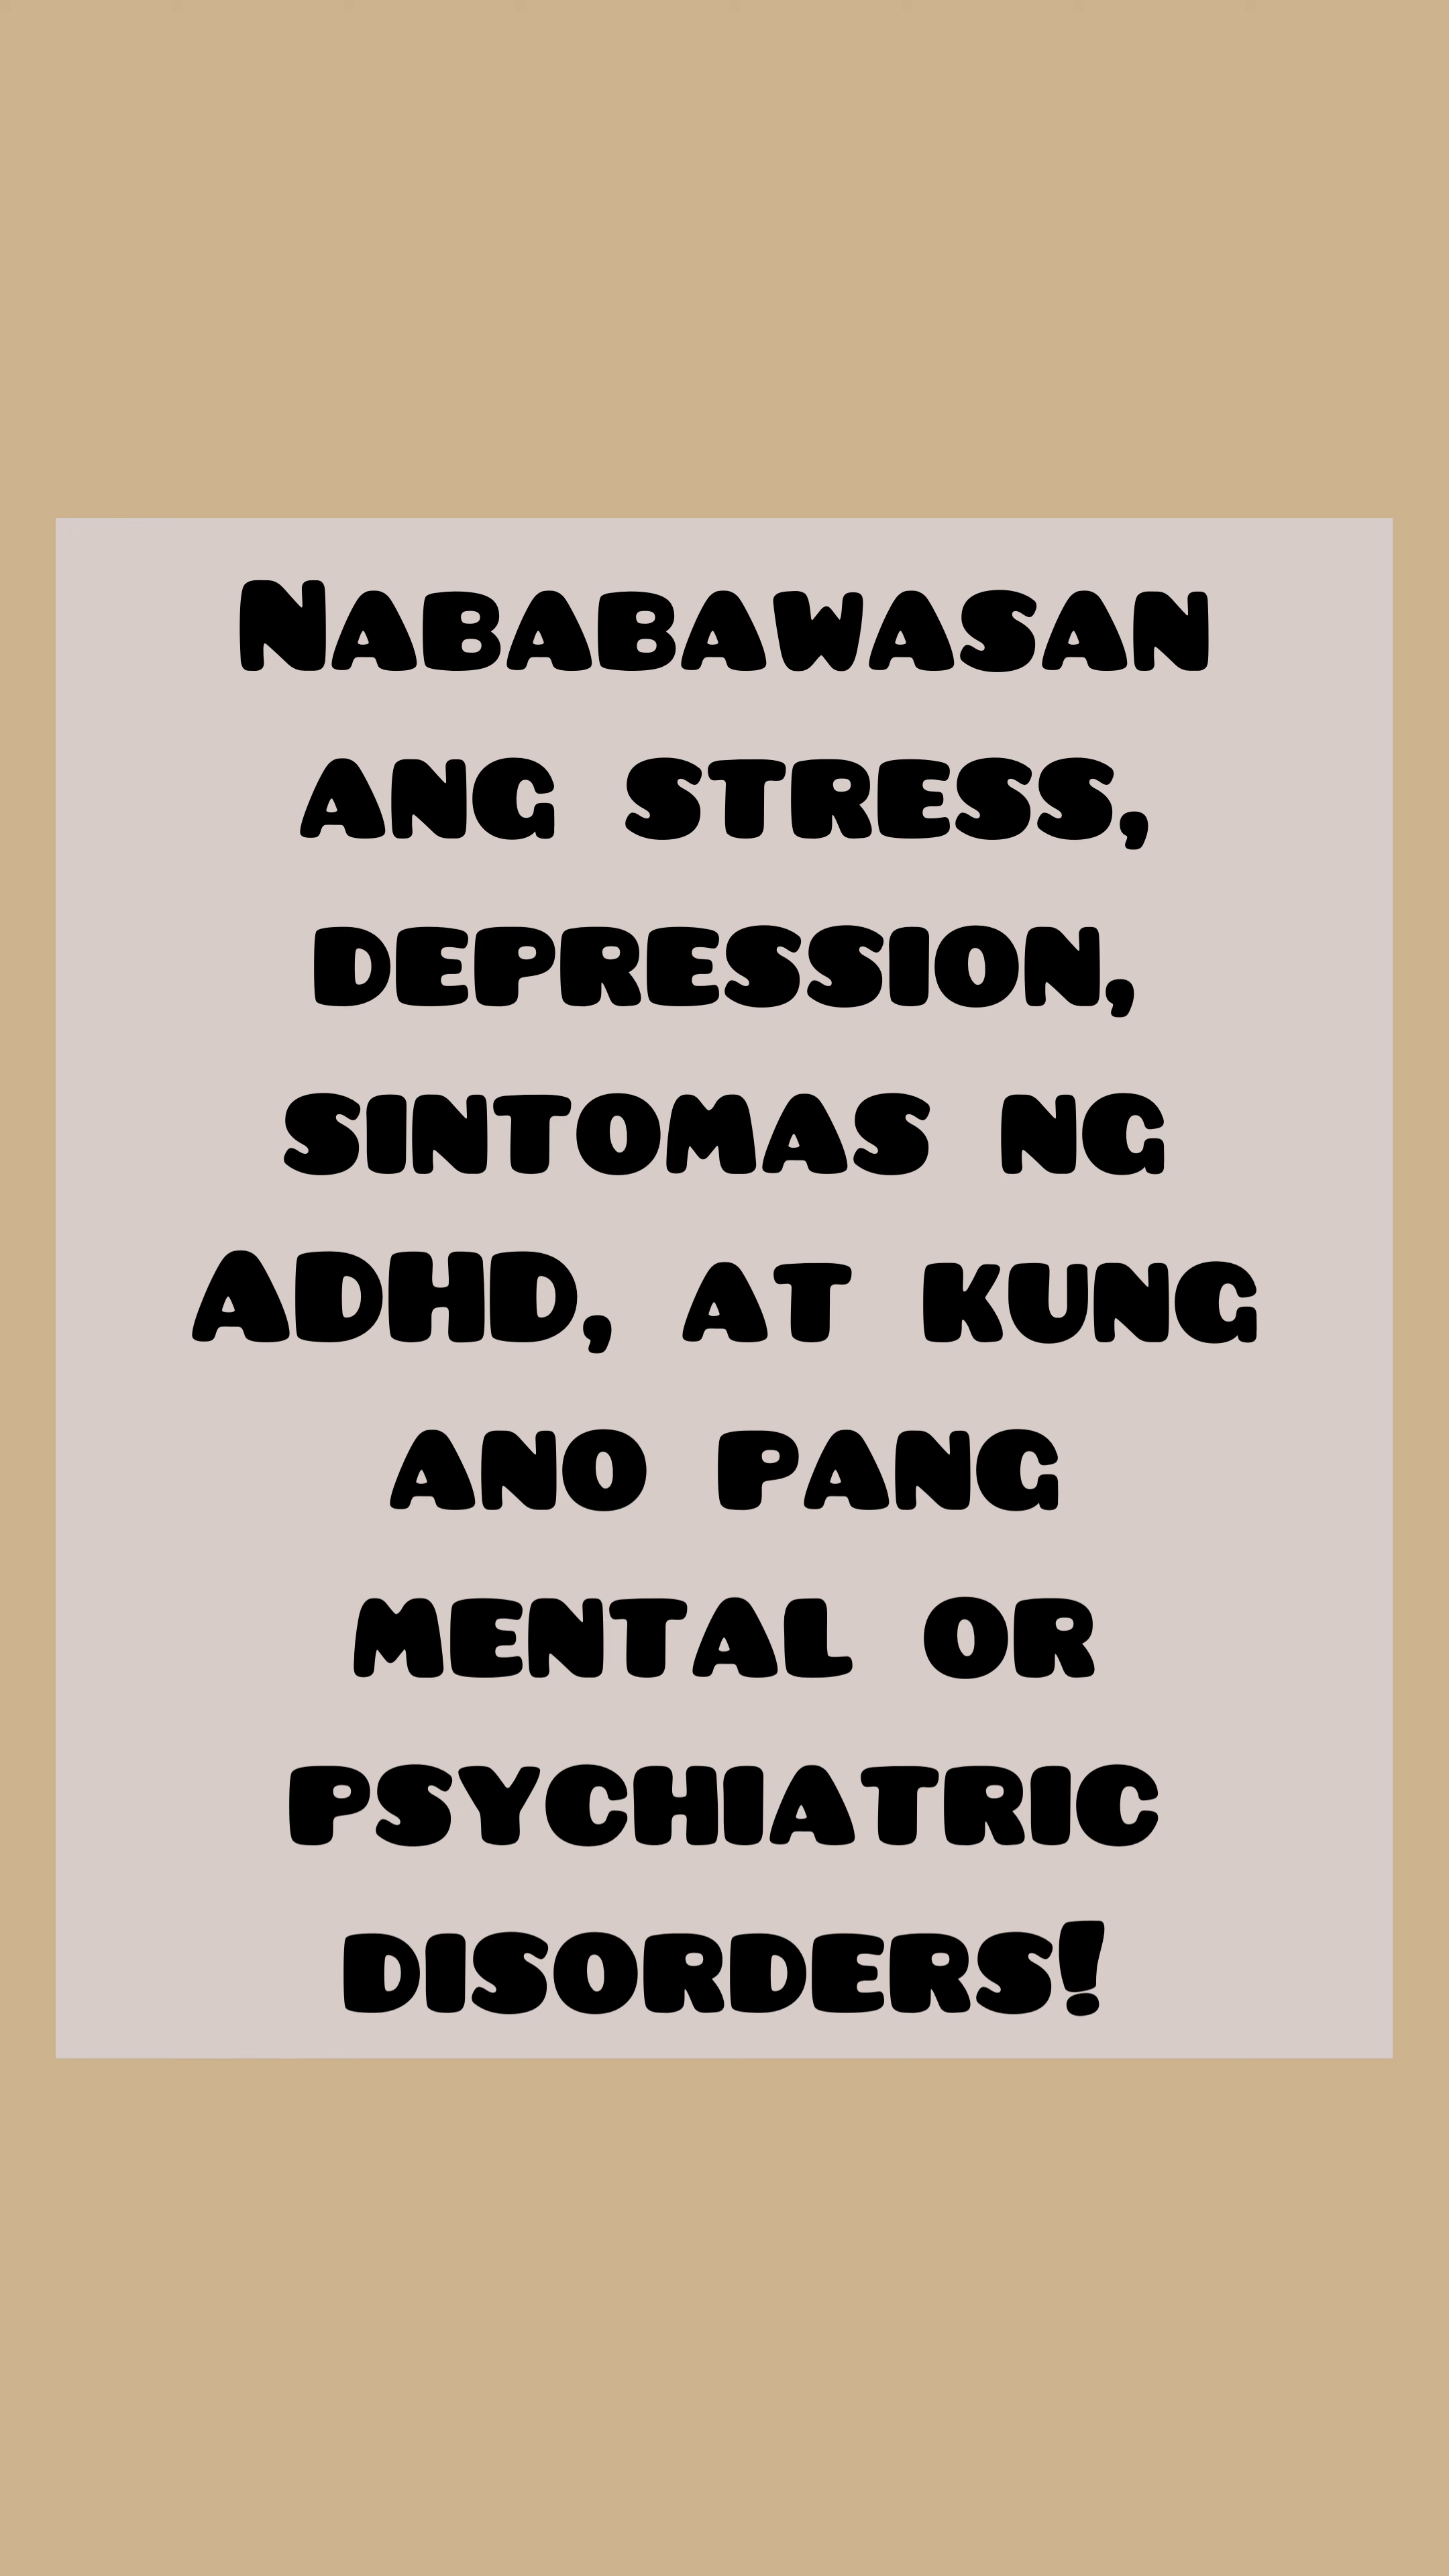 Nababawasan
ang stress,
depression,
sintomas ng
ADHD, at kung
ano pang
mental or
psychiatric
disorders!